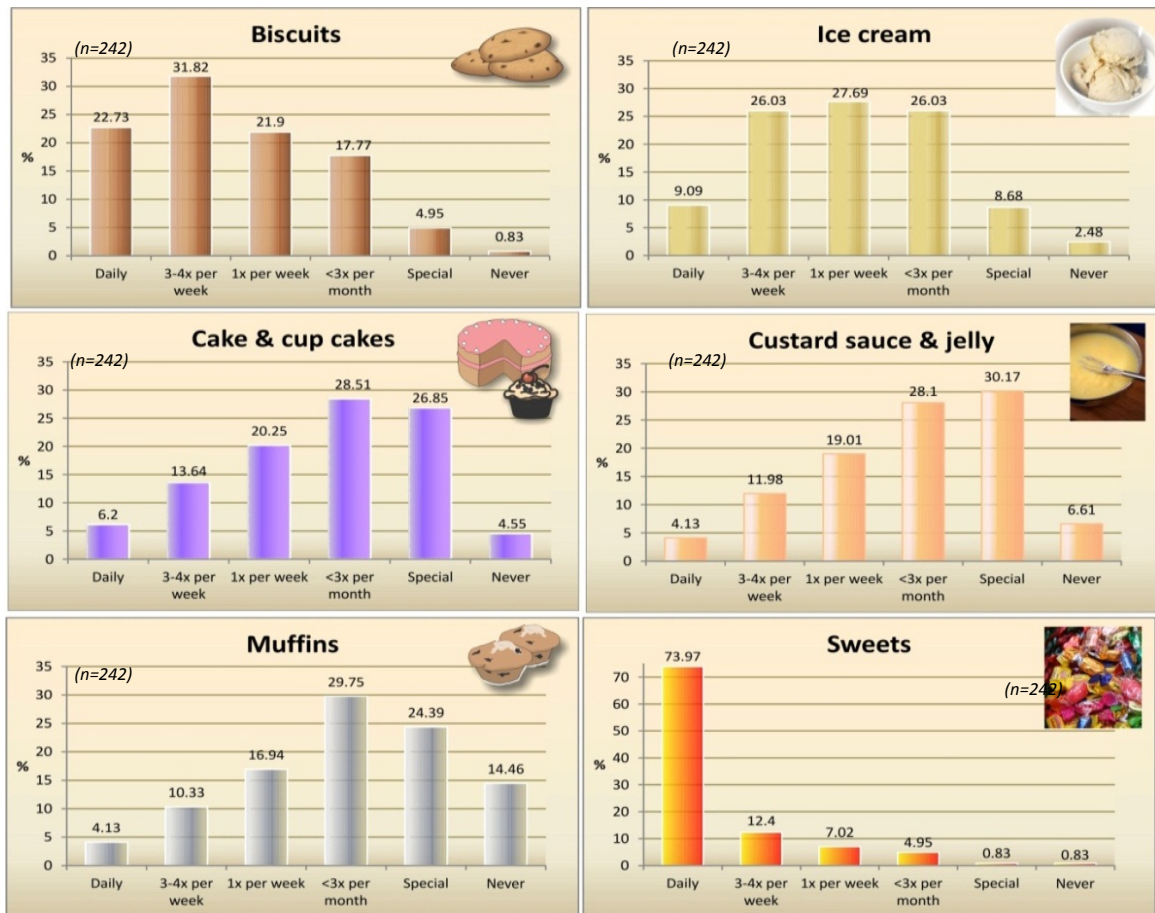 Biscuits
(n=242)
35
30
25
20
15
10
5
0
%
22.73
31.82
21.9
17.77
4.95
0.83
Daily
3-4x per week
1x per week
<3x per month
Special
Never
Ice cream
(n=242)
35
30
25
20
15
10
5
0
%
9.09
26.03
27.69
26.03
8.68
2.48
Daily
3-4x per week
1x per week
<3x per month
Special
Never
Cake & cup cakes
(n=242)
35
30
25
20
15
10
5
0
%
6.2
13.64
20.25
28.51
26.85
4.55
Daily
3-4x per week
1x per week
<3x per month
Special
Never
Custard sauce & jelly
(n=242)
35
30
25
20
15
10
5
0
%
4.13
11.98
19.01
28.1
30.17
6.61
Daily
3-4x per week
1x per week
<3x per month
Special
Never
Muffins
(n=242)
35
30
25
20
15
10
5
0
%
4.13
10.33
16.94
29.75
24.39
14.46
Daily
3-4x per week
1x per week
<3x per month
Special
Never
Sweets
(n=242)
70
60
50
40
30
20
10
0
%
73.97
12.4
7.02
4.95
0.83
0.83
Daily
3-4x per week
1x per week
<3x per month
Special
Never